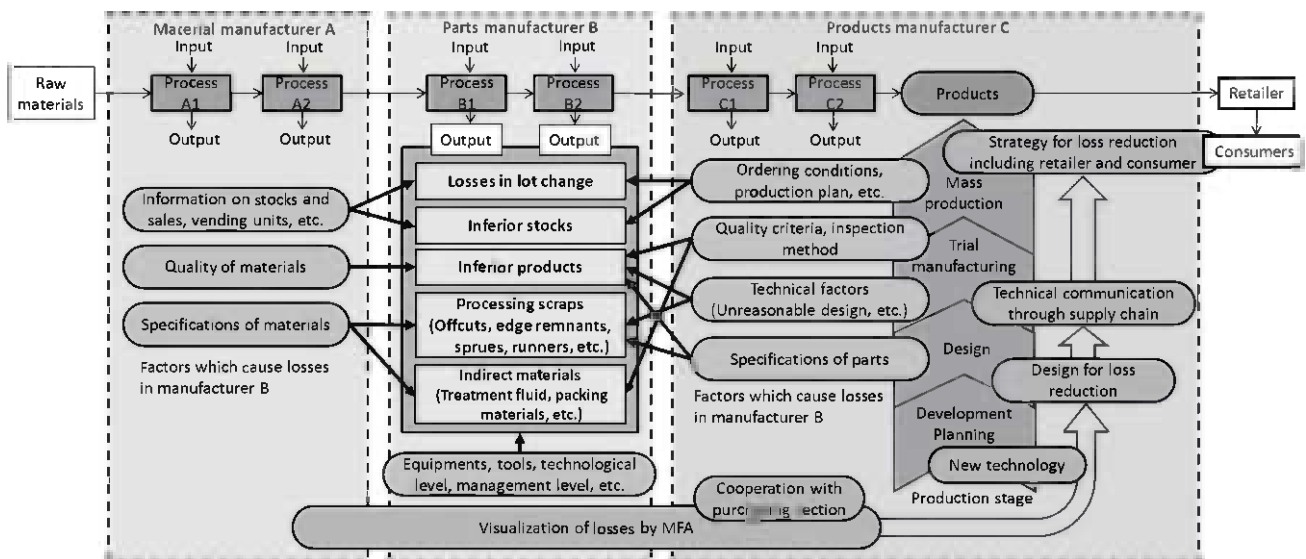 Material manufacturer A
Parts manufacturer B
Products manufacturer C
Input
Input
Input
Input
Input
Input
Raw
materials
Process
A1
Process
A2
Process
B1
Process
B2
Process
C1
Process
C2
Products
Retailer
Output
Output
Output
Output
Output
Output
Consumers
Strategy for loss reduction
including retailer and consumer
Losses in lot change
Ordering conditions,
production plan, etc.
Mass
production
Information on stocks and
sales, vending units, etc.
Inferior stocks
Quality criteria, inspection
method
Quality of materials
Inferior products
Trial
manufacturing
Technical factors
(Unreasonable design, etc.)
Technical communication
through supply chain
Specifications of materials
Processing scraps
(Offcuts, edge remnants,
sprues, runners, etc.)
Specifications of parts
Design
Factors which cause losses
in manufacturer B
Indirect materials
(Treatment fluid, packing
materials, etc.)
Factors which cause losses
in manufacturer B
Design for loss
reduction
Development
Planning
Equipments, tools, technological
level, management level, etc.
New technology
Cooperation with
Production stage
Visualization of losses by MFA